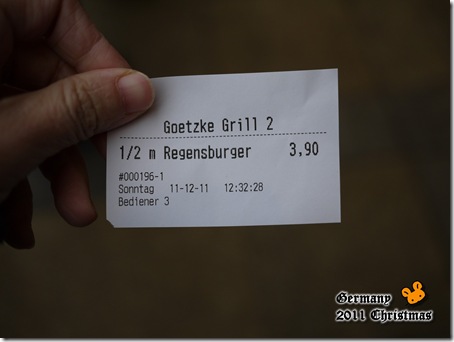 Goetzke Grill 2
1/2 m Regensburger 3,90
#000196-1
Sonntag 11-12-11 12:32:28
Bediener 3
Germany
2011 Christmas